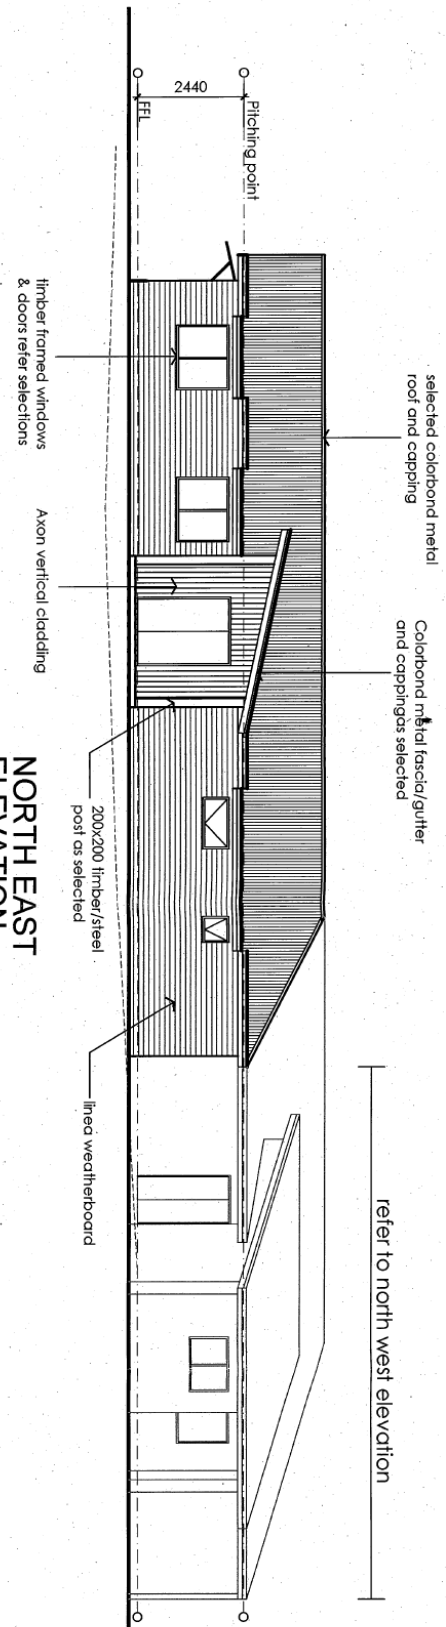 selected colorbond metal
roof and capping
Colorbond metal fascia/gutter
and cappingas selected
refer to north west elevation
Pitching point
2440
FFL
timber framed windows
& doors refer selections
Axon vertical cladding
200x200 timber/steel
post as selected
linea weatherboard
NORTH EAST
ELEVATION